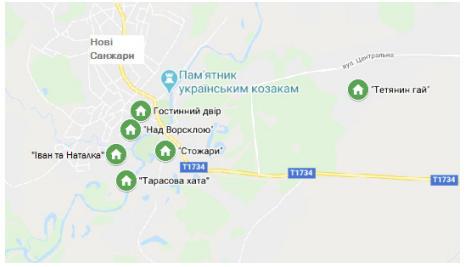 Нові
Санжари
вул. Центральна
Пам'ятник
українським козакам
"Тетянин гай"
Гостинний двір
"Над Ворсклою"
"Іван та Наталка"
"Стожари"
T1734
T1734
T1734
"Тарасова хата"